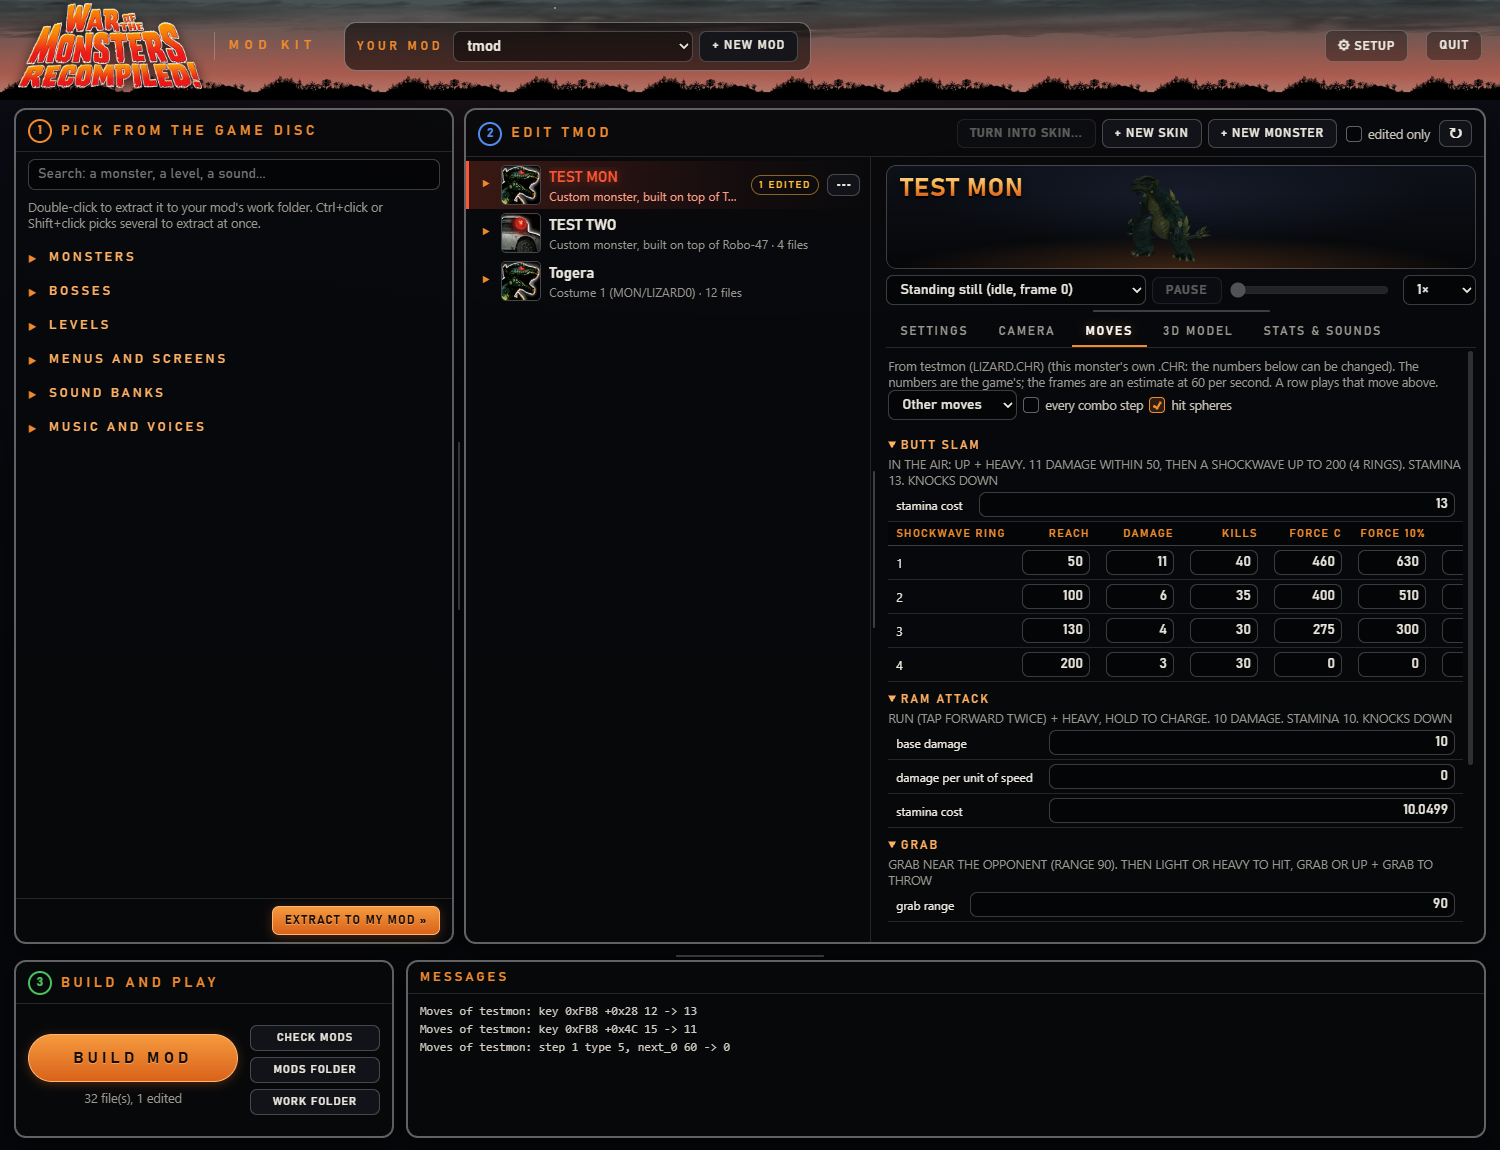 WAR OF THE MONSTERS RECOMPILED!
MOD KIT
YOUR MOD
tmod
+ NEW MOD
SETUP
QUIT
1 PICK FROM THE GAME DISC
Search: a monster, a level, a sound...
Double-click to extract it to your mod's work folder. Ctrl+click or
Shift+click picks several to extract at once.
MONSTERS
BOSSES
LEVELS
MENUS AND SCREENS
SOUND BANKS
MUSIC AND VOICES
EXTRACT TO MY MOD »
2 EDIT TMOD
TURN INTO SKIN...
+ NEW SKIN
+ NEW MONSTER
edited only
TEST MON
Custom monster, built on top of T...
1 EDITED
TEST TWO
Custom monster, built on top of Robo-47 · 4 files
Togera
Costume 1 (MON/LIZARD0) · 12 files
TEST MON
Standing still (idle, frame 0)
PAUSE
1×
SETTINGS
CAMERA
MOVES
3D MODEL
STATS & SOUNDS
From testmon (LIZARD.CHR) (this monster's own .CHR: the numbers below can be changed). The
numbers are the game's; the frames are an estimate at 60 per second. A row plays that move above.
Other moves
every combo step
hit spheres
BUTT SLAM
IN THE AIR: UP + HEAVY. 11 DAMAGE WITHIN 50, THEN A SHOCKWAVE UP TO 200 (4 RINGS). STAMINA
13. KNOCKS DOWN
stamina cost 13
SHOCKWAVE RING REACH DAMAGE KILLS FORCE C FORCE 10%
1 50 11 40 460 630
2 100 6 35 400 510
3 130 4 30 275 300
4 200 3 30 0 0
RAM ATTACK
RUN (TAP FORWARD TWICE) + HEAVY, HOLD TO CHARGE. 10 DAMAGE. STAMINA 10. KNOCKS DOWN
base damage 10
damage per unit of speed 0
stamina cost 10.0499
GRAB
GRAB NEAR THE OPPONENT (RANGE 90). THEN LIGHT OR HEAVY TO HIT, GRAB OR UP + GRAB TO
THROW
grab range 90
3 BUILD AND PLAY
BUILD MOD
32 file(s), 1 edited
CHECK MODS
MODS FOLDER
WORK FOLDER
MESSAGES
Moves of testmon: key 0xFB8 +0x28 12 -> 13
Moves of testmon: key 0xFB8 +0x4C 15 -> 11
Moves of testmon: step 1 type 5, next_0 60 -> 0